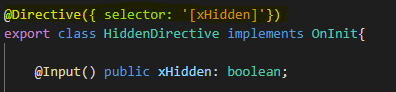 @Directive({ selector: '[xHidden]'})
export class HiddenDirective implements OnInit{
@Input() public xHidden: boolean;